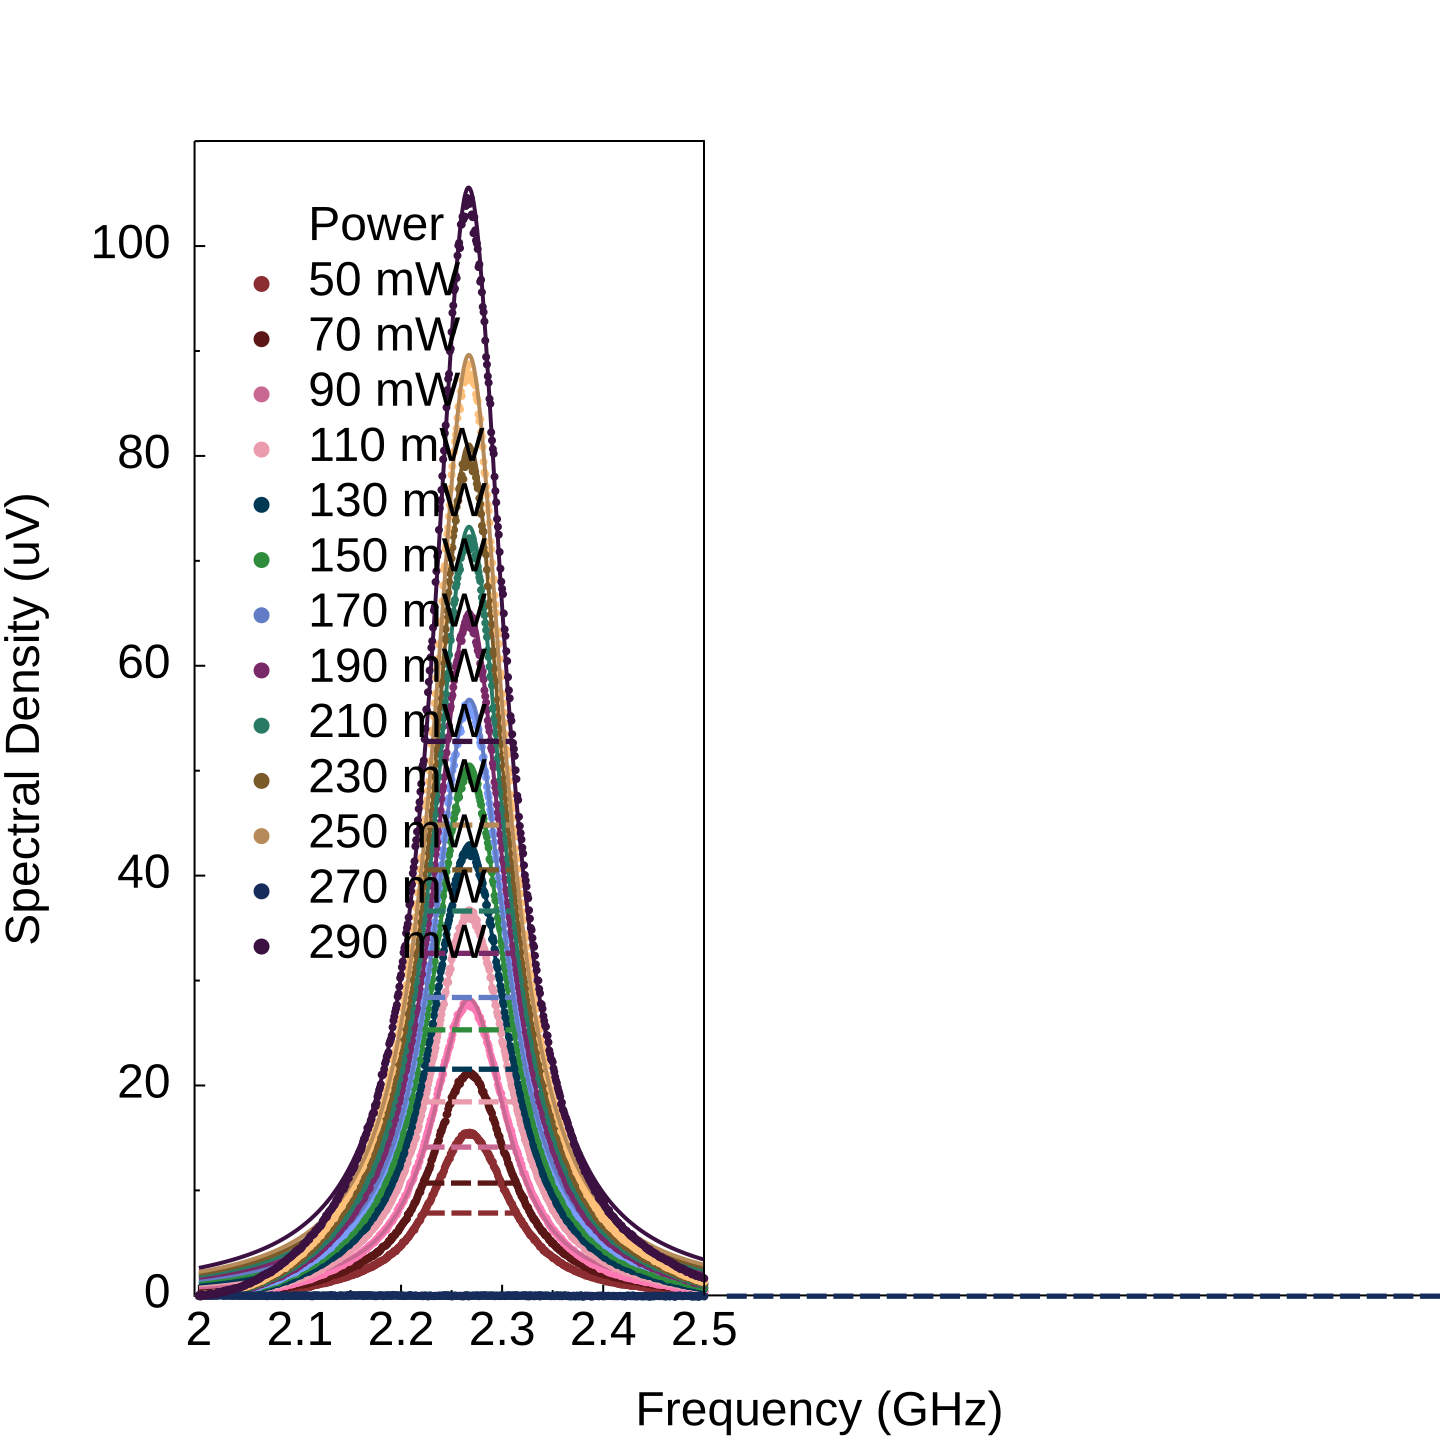 Power
50 mW
70 mW
90 mW
110 mW
130 mW
150 mW
170 mW
190 mW
210 mW
230 mW
250 mW
270 mW
290 mW
100
80
60
40
20
0
2 2.1 2.2 2.3 2.4 2.5
Spectral Density (uV)
Frequency (GHz)